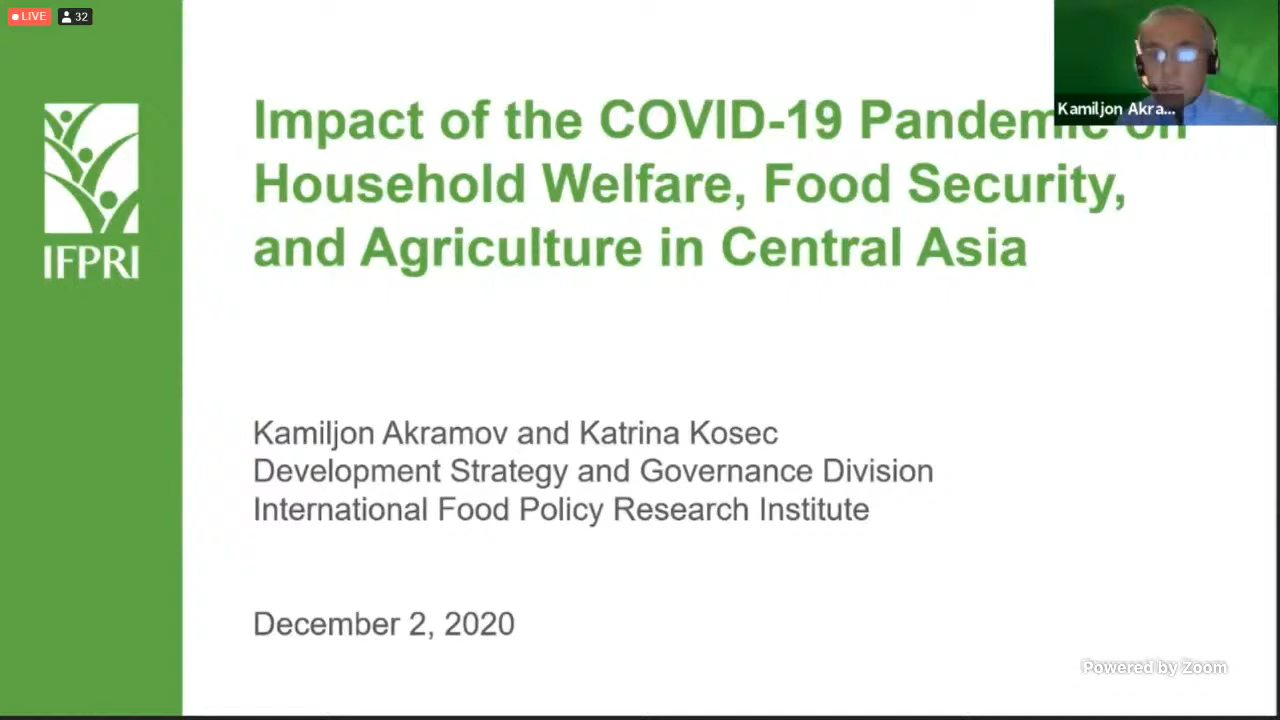 LIVE 32
Impact of the COVID-19 Pandemic on
Household Welfare, Food Security,
and Agriculture in Central Asia
Kamiljon Akra...
IFPRI
Kamiljon Akramov and Katrina Kosec
Development Strategy and Governance Division
International Food Policy Research Institute
December 2, 2020
Powered by Zoom